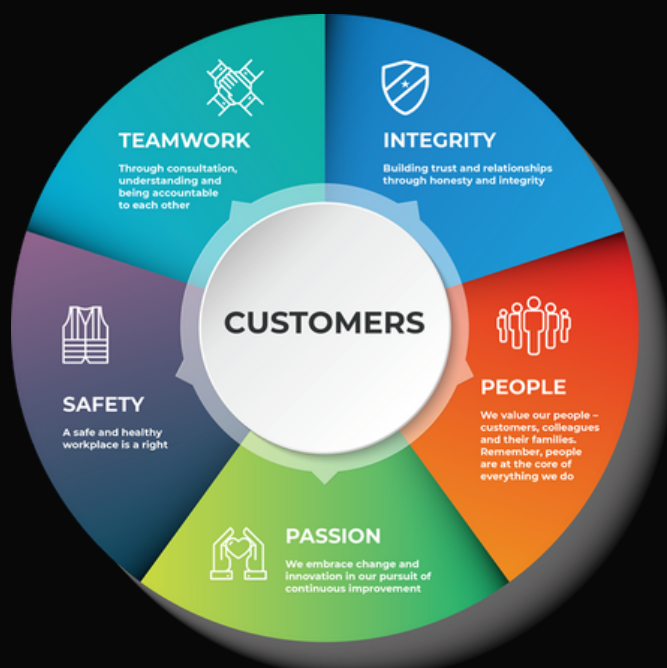 TEAMWORK
Through consultation,
understanding and
being accountable
to each other
INTEGRITY
Building trust and relationships
through honesty and integrity
CUSTOMERS
PEOPLE
We value our people –
customers, colleagues
and their families.
Remember, people
are at the core of
everything we do
SAFETY
A safe and healthy
workplace is a right
PASSION
We embrace change and
innovation in our pursuit of
continuous improvement